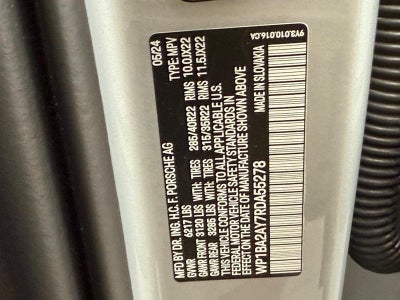 MFD BY DR. ING. H.C. F. PORSCHE AG 05/24
GVWR 6217 LBS TYPE: MPV
GAWR FRONT 3120 LBS WITH TIRES 285/40R22 RIMS 10.0JX22
GAWR REAR 3285 LBS WITH TIRES 315/35R22 RIMS 11.5JX22
THIS VEHICLE CONFORMS TO ALL APPLICABLE U.S.
FEDERAL MOTOR VEHICLE SAFETY STANDARDS IN
EFFECT ON THE DATE OF MANUFACTURE SHOWN ABOVE
WP1BA2AY7RDA55278 MADE IN SLOVAKIA
9Y3.010.016.CA